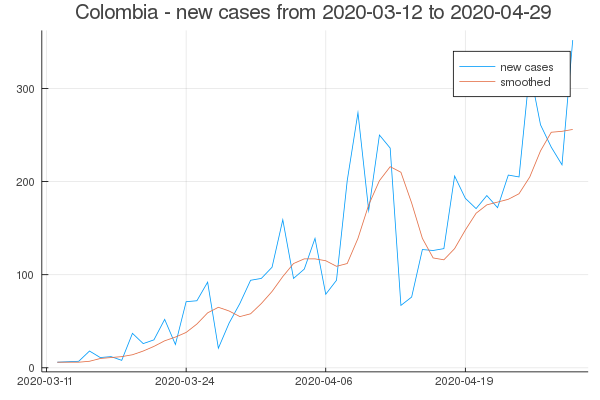 Colombia - new cases from 2020-03-12 to 2020-04-29
new cases
smoothed
300
200
100
0
2020-03-11 2020-03-24 2020-04-06 2020-04-19